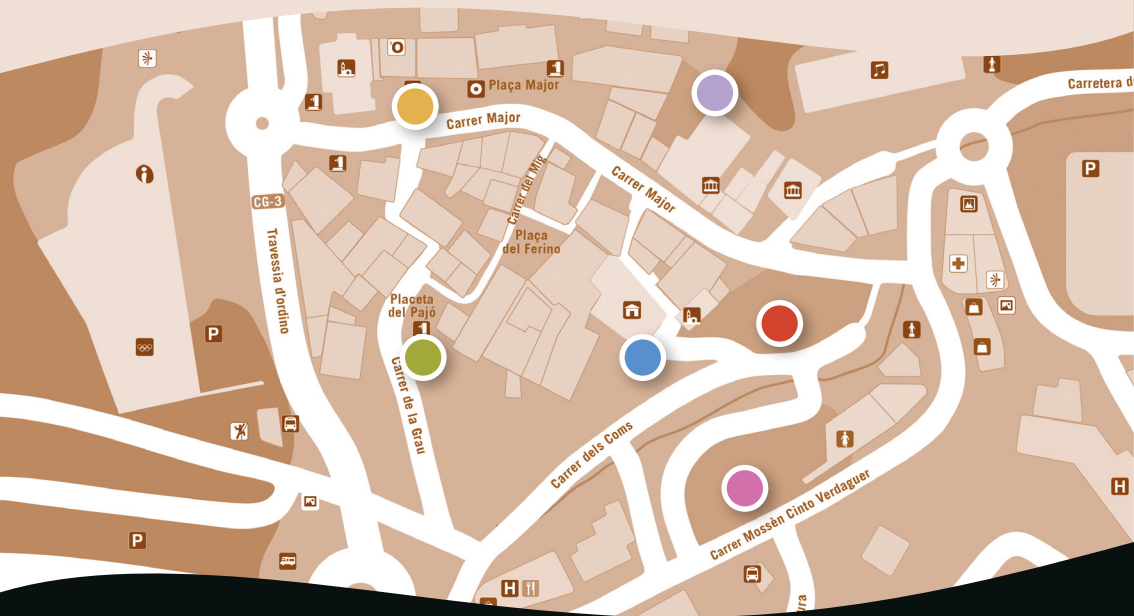 Plaça Major
Carretera d
Carrer Major
Carrer del Mig
Carrer Major
CG-3
Travessia d'ordino
Plaça
del Ferino
Placeta
del Pajó
P
P
Carrer de la Grau
Carrer dels Coms
Carrer Mossèn Cinto Verdaguer
H
P
H
ura